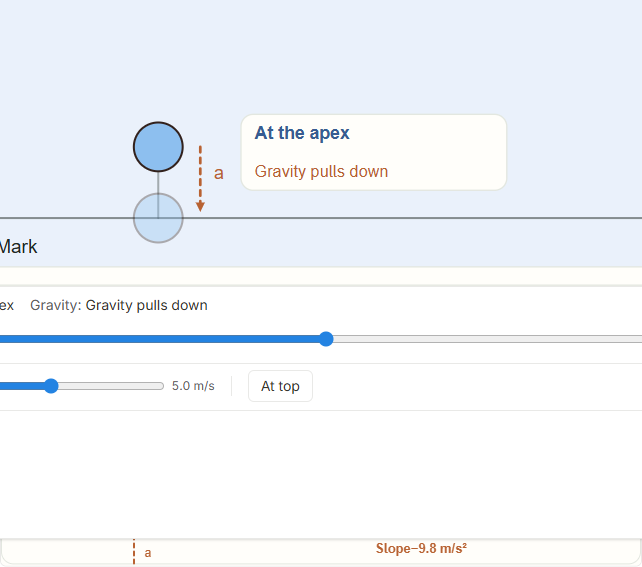 At the apex
a
Gravity pulls down
Mark
ex Gravity: Gravity pulls down
5.0 m/s At top
a
Slope−9.8 m/s²